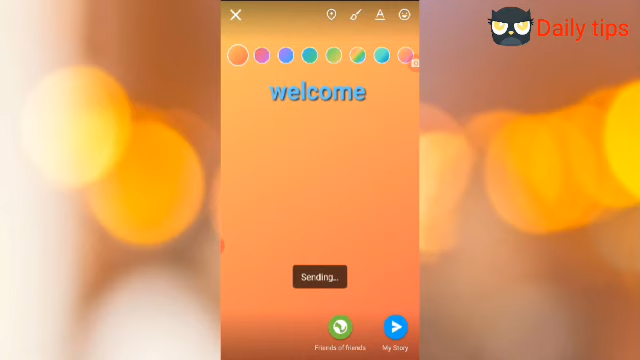 Daily tips
A
welcome
Sending...
Friends of friends
My Story